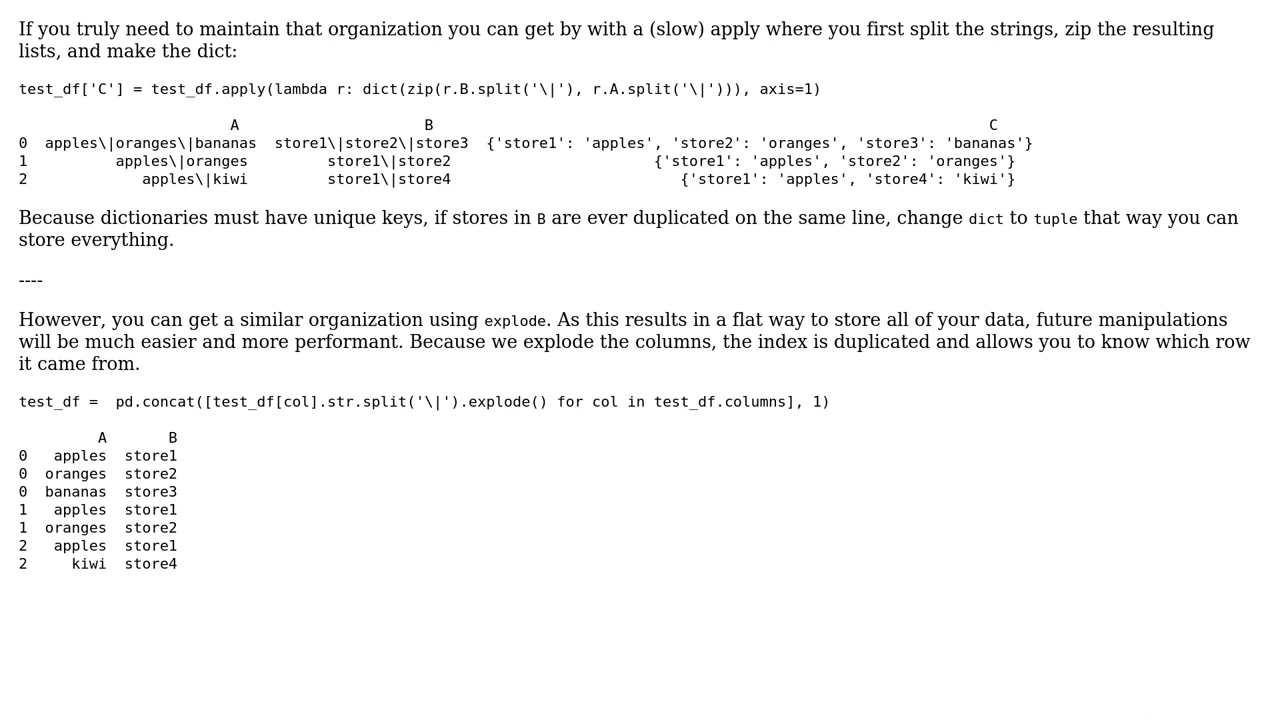 If you truly need to maintain that organization you can get by with a (slow) apply where you first split the strings, zip the resulting
lists, and make the dict:
test_df['C'] = test_df.apply(lambda r: dict(zip(r.B.split('\|'), r.A.split('\|'))), axis=1)
                        A                     B                                                               C
0  apples\|oranges\|bananas  store1\|store2\|store3  {'store1': 'apples', 'store2': 'oranges', 'store3': 'bananas'}
1          apples\|oranges         store1\|store2                       {'store1': 'apples', 'store2': 'oranges'}
2             apples\|kiwi         store1\|store4                          {'store1': 'apples', 'store4': 'kiwi'}
Because dictionaries must have unique keys, if stores in B are ever duplicated on the same line, change dict to tuple that way you can
store everything.
----
However, you can get a similar organization using explode. As this results in a flat way to store all of your data, future manipulations
will be much easier and more performant. Because we explode the columns, the index is duplicated and allows you to know which row
it came from.
test_df =  pd.concat([test_df[col].str.split('\|').explode() for col in test_df.columns], 1)
         A       B
0   apples  store1
0  oranges  store2
0  bananas  store3
1   apples  store1
1  oranges  store2
2   apples  store1
2     kiwi  store4